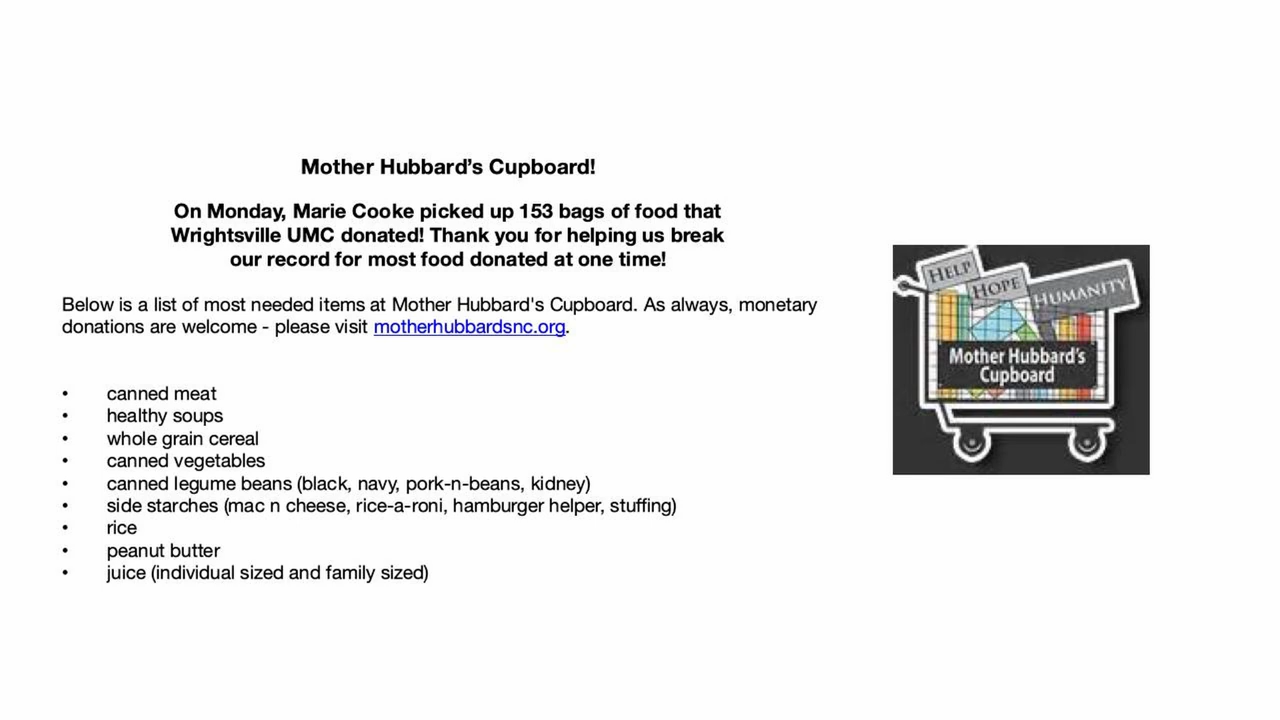 Mother Hubbard’s Cupboard!
On Monday, Marie Cooke picked up 153 bags of food that
Wrightsville UMC donated! Thank you for helping us break
our record for most food donated at one time!
Below is a list of most needed items at Mother Hubbard's Cupboard. As always, monetary
donations are welcome - please visit motherhubbardsnc.org.
• canned meat
• healthy soups
• whole grain cereal
• canned vegetables
• canned legume beans (black, navy, pork-n-beans, kidney)
• side starches (mac n cheese, rice-a-roni, hamburger helper, stuffing)
• rice
• peanut butter
• juice (individual sized and family sized)
HELP
HOPE
HUMANITY
Mother Hubbard's
Cupboard